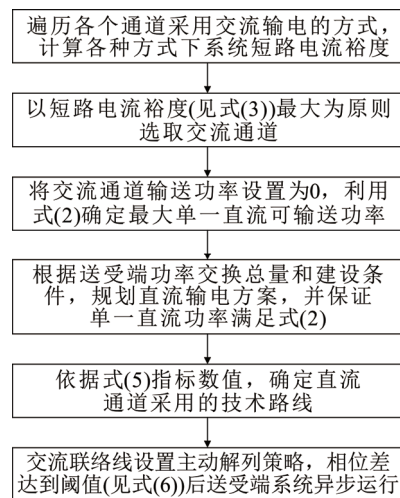 遍历各个通道采用交流输电的方式，
计算各种方式下系统短路电流裕度
以短路电流裕度(见式(3))最大为原则
选取交流通道
将交流通道输送功率设置为0，利用
式(2)确定最大单一直流可输送功率
根据送受端功率交换总量和建设条
件，规划直流输电方案，并保证
单一直流功率满足式(2)
依据式(5)指标数值，确定直流
通道采用的技术路线
交流联络线设置主动解列策略，相位差
达到阈值(见式(6))后送受端系统异步运行